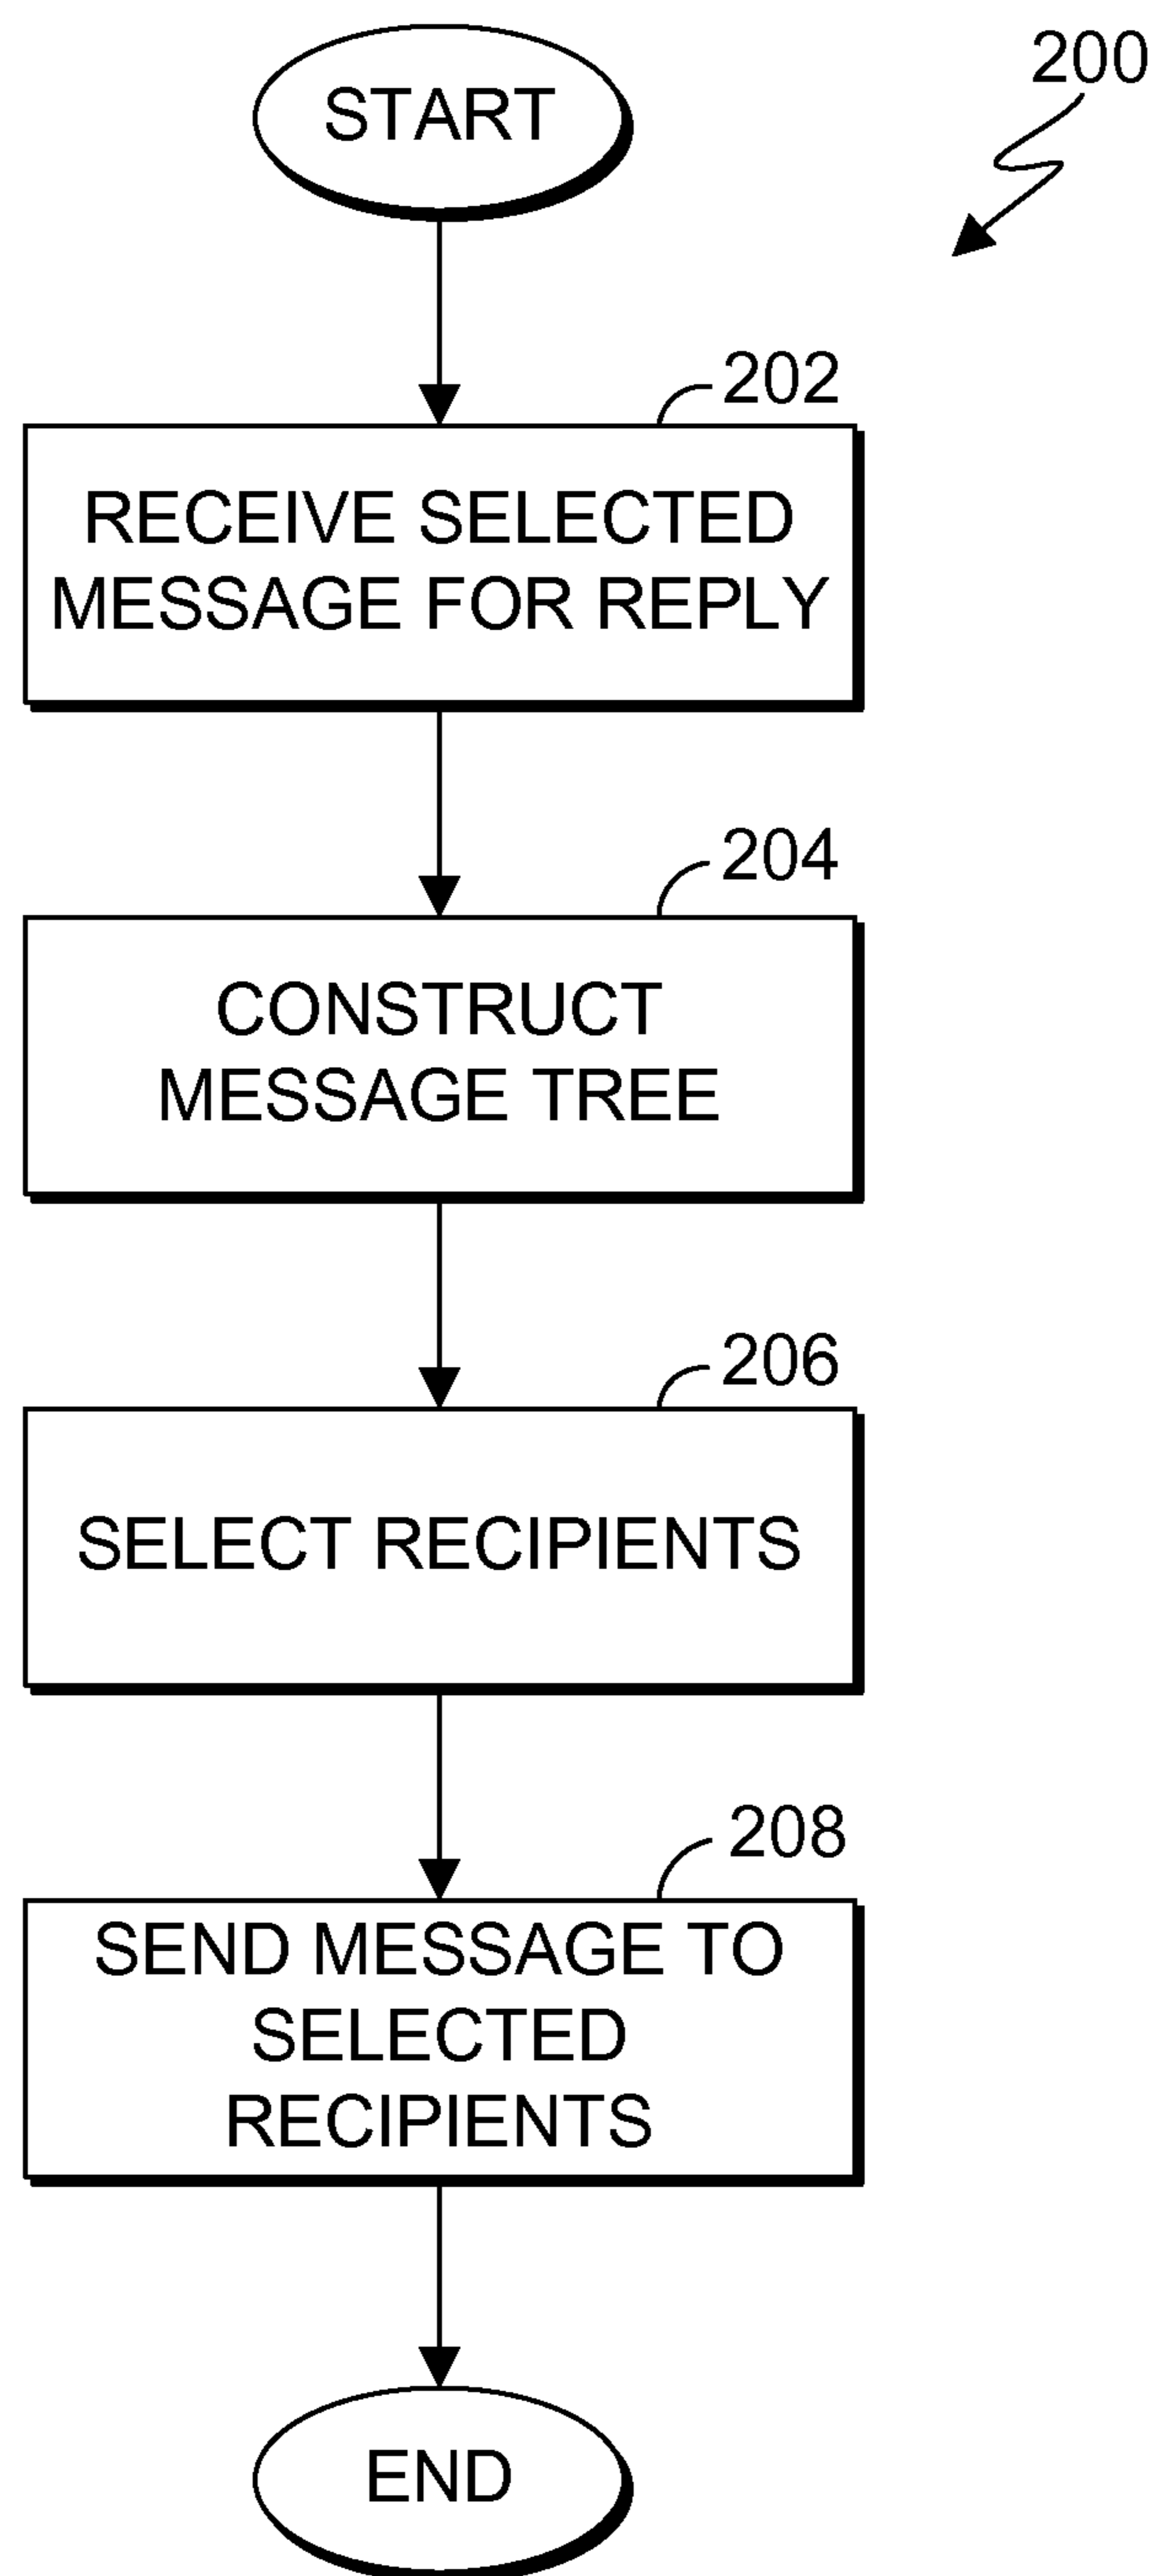 START
200
202
RECEIVE SELECTED
MESSAGE FOR REPLY
204
CONSTRUCT
MESSAGE TREE
206
SELECT RECIPIENTS
208
SEND MESSAGE TO
SELECTED
RECIPIENTS
END